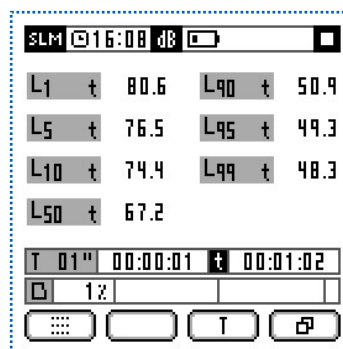 SLM 16:08 dB
L1 t 80.6 L90 t 50.9
L5 t 76.5 L95 t 49.3
L10 t 74.4 L99 t 48.3
L50 t 67.2
T 01" 00:00:01 t 00:01:02
1%
T